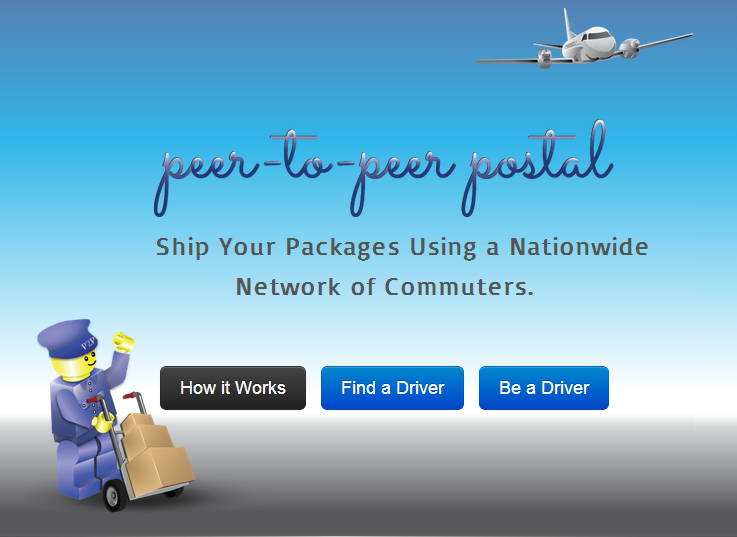 peer-to-peer postal
Ship Your Packages Using a Nationwide
Network of Commuters.
P2P
How it Works
Find a Driver
Be a Driver